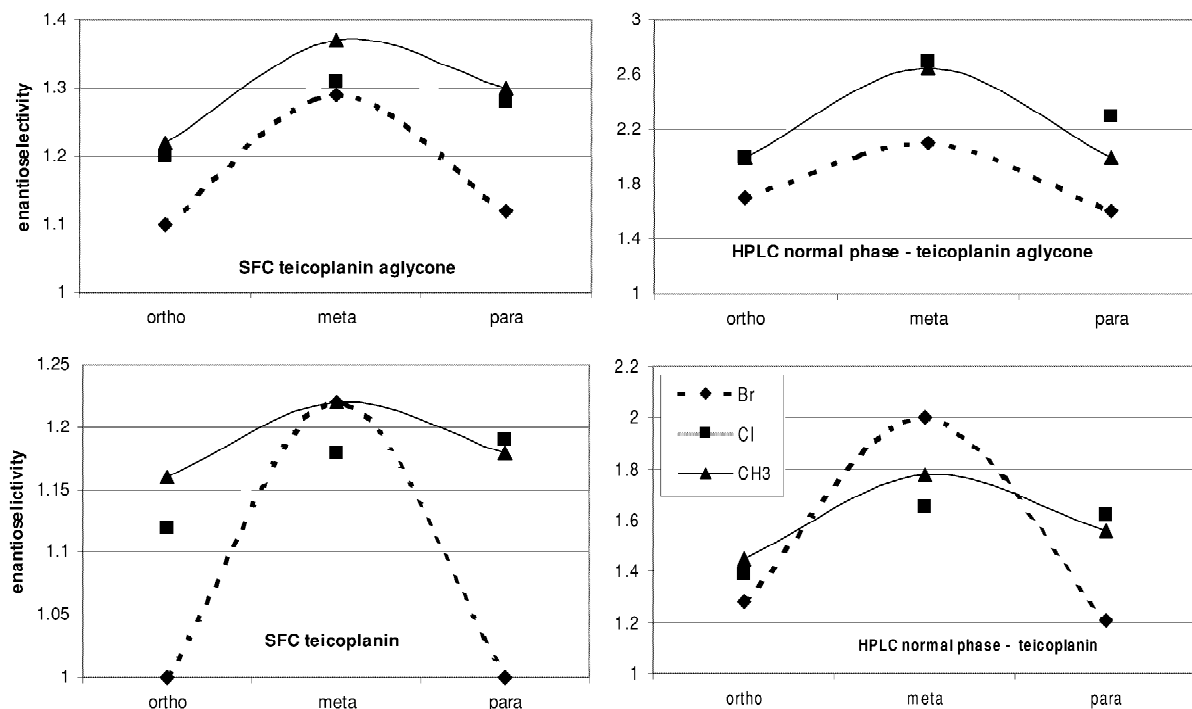 1.4
1.3
1.2
1.1
1
enantioselectivity
SFC teicoplanin aglycone
ortho meta para
3
2.6
2.2
1.8
1.4
1
HPLC normal phase - teicoplanin aglycone
ortho meta para
1.25
1.2
1.15
1.1
1.05
1
enantioselictivity
SFC teicoplanin
ortho meta para
2.2
2
1.8
1.6
1.4
1.2
1
Br
Cl
CH3
HPLC normal phase - teicoplanin
ortho meta para